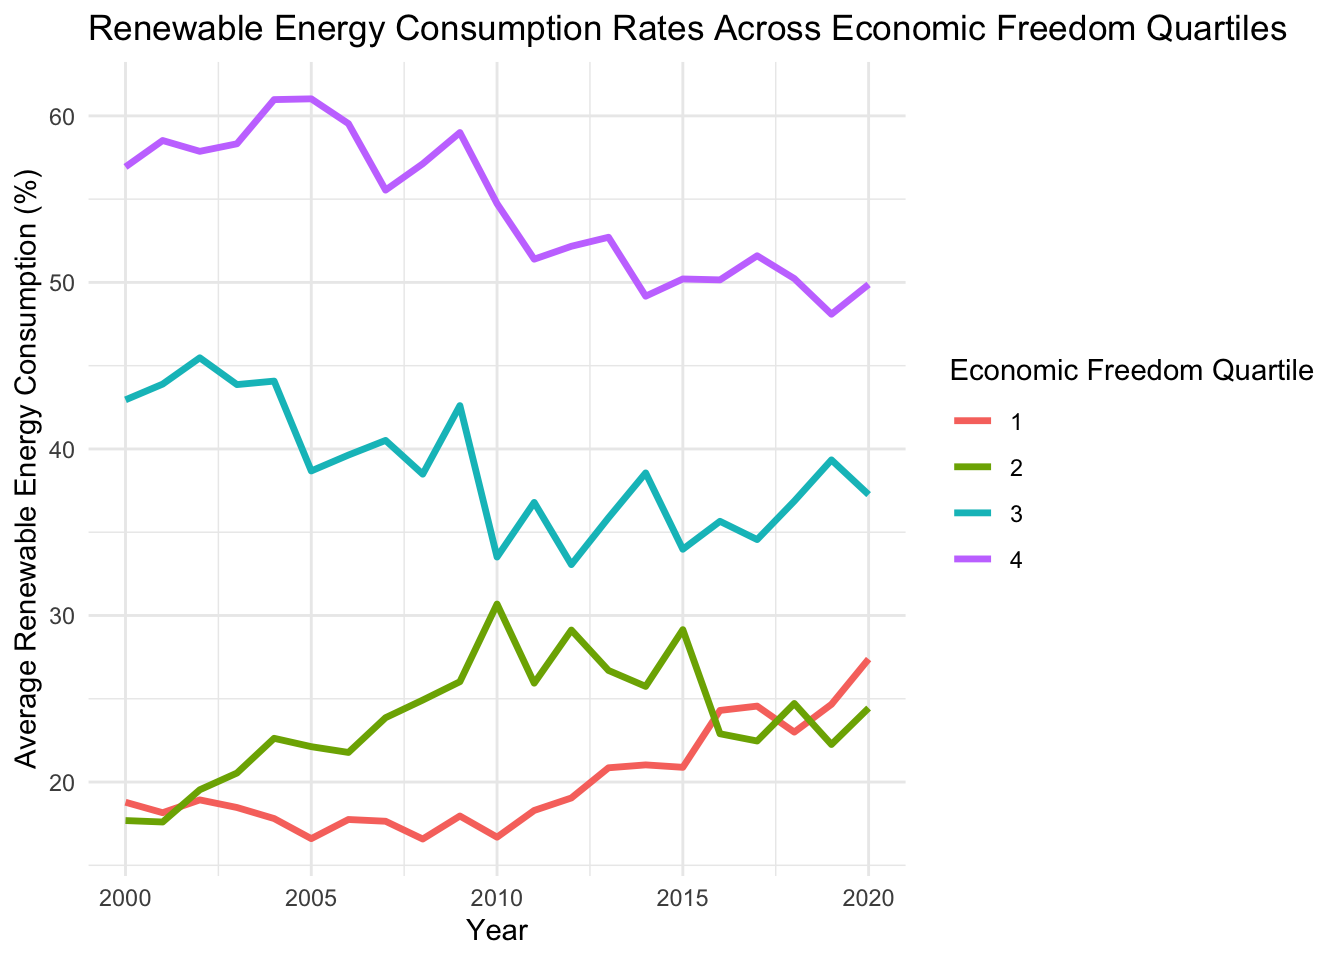 Renewable Energy Consumption Rates Across Economic Freedom Quartiles
Average Renewable Energy Consumption (%)
60
50
40
30
20
2000 2005 2010 2015 2020
Year
Economic Freedom Quartile
1
2
3
4